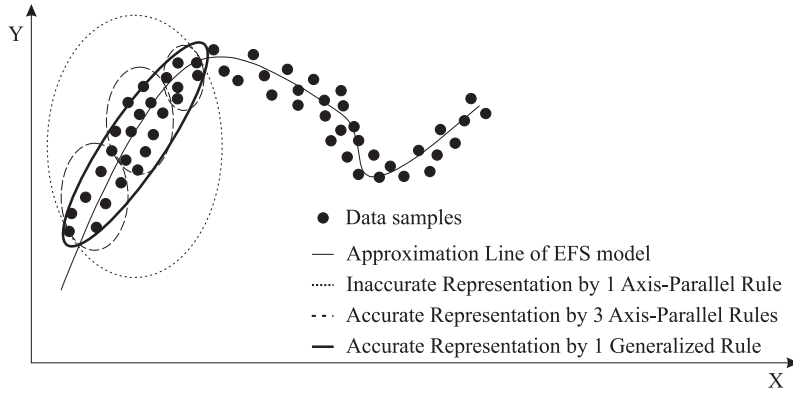 Y
Data samples
Approximation Line of EFS model
Inaccurate Representation by 1 Axis-Parallel Rule
Accurate Representation by 3 Axis-Parallel Rules
Accurate Representation by 1 Generalized Rule
X